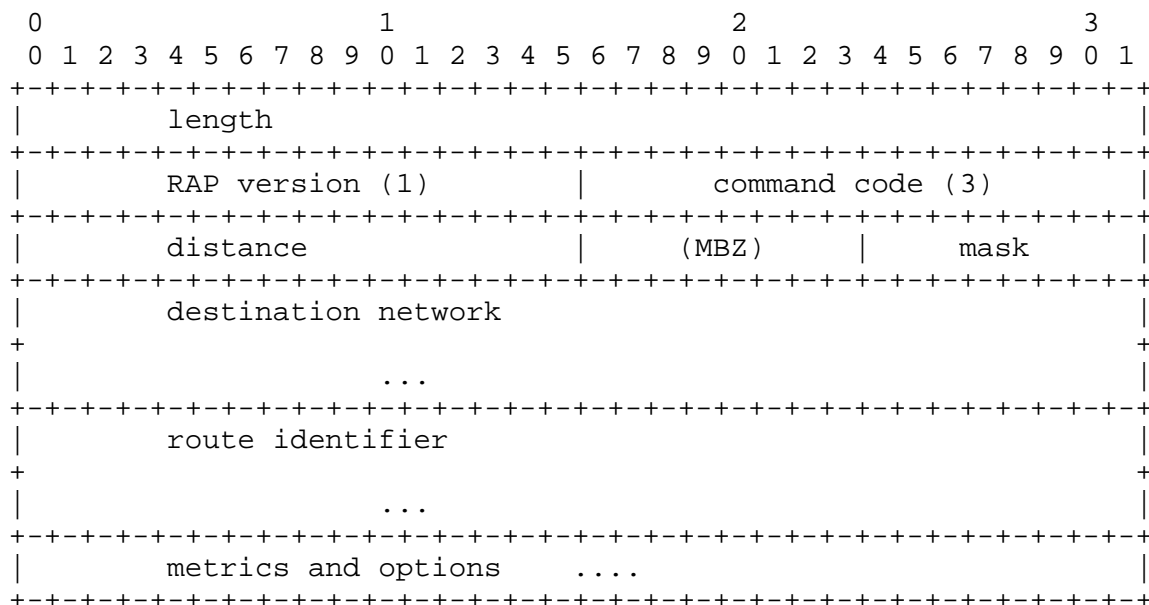 0                   1                   2                   3
 0 1 2 3 4 5 6 7 8 9 0 1 2 3 4 5 6 7 8 9 0 1 2 3 4 5 6 7 8 9 0 1
+-+-+-+-+-+-+-+-+-+-+-+-+-+-+-+-+-+-+-+-+-+-+-+-+-+-+-+-+-+-+-+-+
|        length                                                 |
+-+-+-+-+-+-+-+-+-+-+-+-+-+-+-+-+-+-+-+-+-+-+-+-+-+-+-+-+-+-+-+-+
|        RAP version (1)        |       command code (3)        |
+-+-+-+-+-+-+-+-+-+-+-+-+-+-+-+-+-+-+-+-+-+-+-+-+-+-+-+-+-+-+-+-+
|        distance               |     (MBZ)     |     mask      |
+-+-+-+-+-+-+-+-+-+-+-+-+-+-+-+-+-+-+-+-+-+-+-+-+-+-+-+-+-+-+-+-+
|        destination network                                    |
+                                                               +
|                    ...                                        |
+-+-+-+-+-+-+-+-+-+-+-+-+-+-+-+-+-+-+-+-+-+-+-+-+-+-+-+-+-+-+-+-+
|        route identifier                                       |
+                                                               +
|                    ...                                        |
+-+-+-+-+-+-+-+-+-+-+-+-+-+-+-+-+-+-+-+-+-+-+-+-+-+-+-+-+-+-+-+-+
|        metrics and options    ....                            |
+-+-+-+-+-+-+-+-+-+-+-+-+-+-+-+-+-+-+-+-+-+-+-+-+-+-+-+-+-+-+-+-+